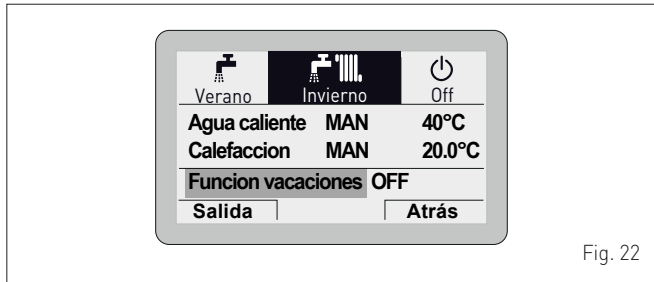 Verano Invierno Off
Agua caliente MAN 40°C
Calefaccion MAN 20.0°C
Funcion vacaciones OFF
Salida Atrás
Fig. 22